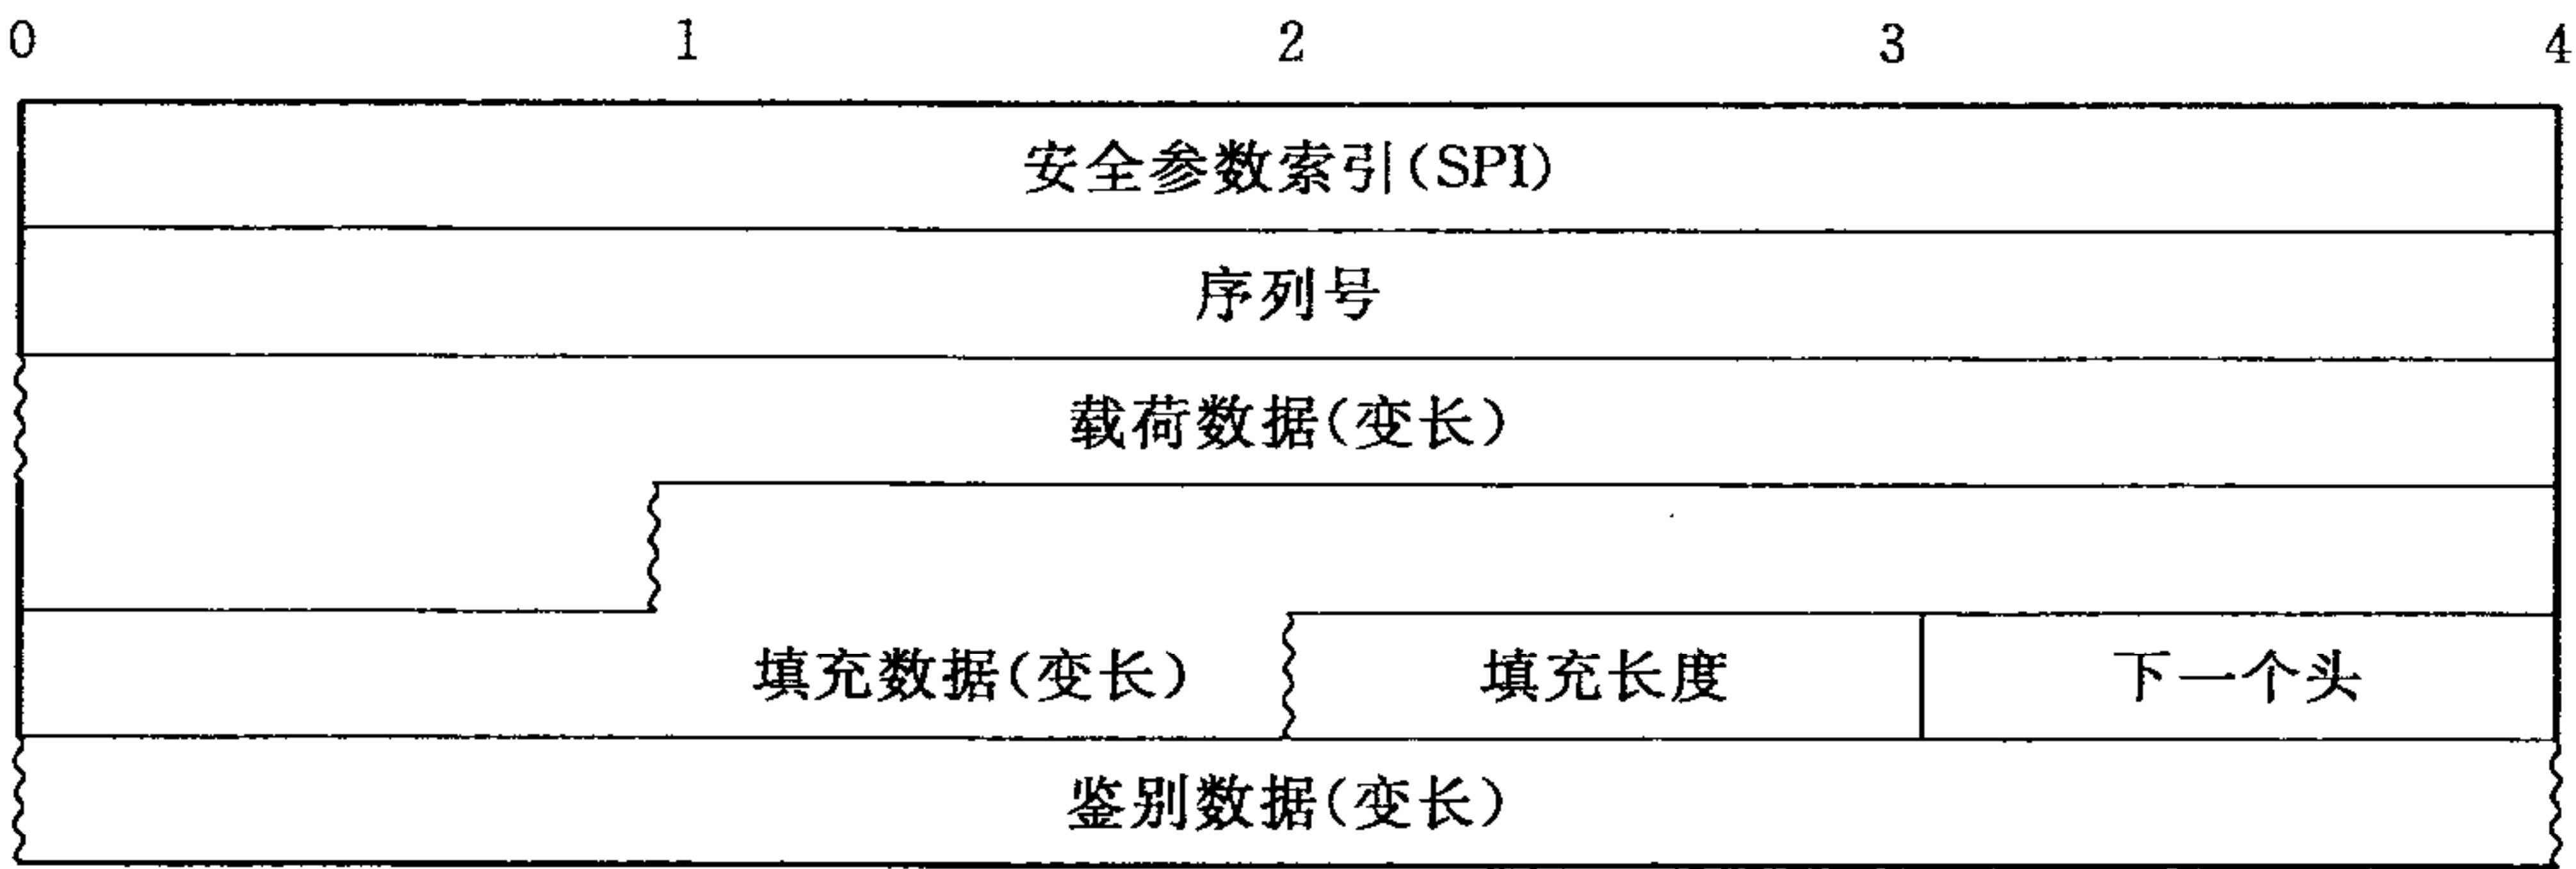 0 1 2 3 4
安全参数索引(SPI)
序列号
载荷数据(变长)
填充数据(变长) 填充长度 下一个头
鉴别数据(变长)